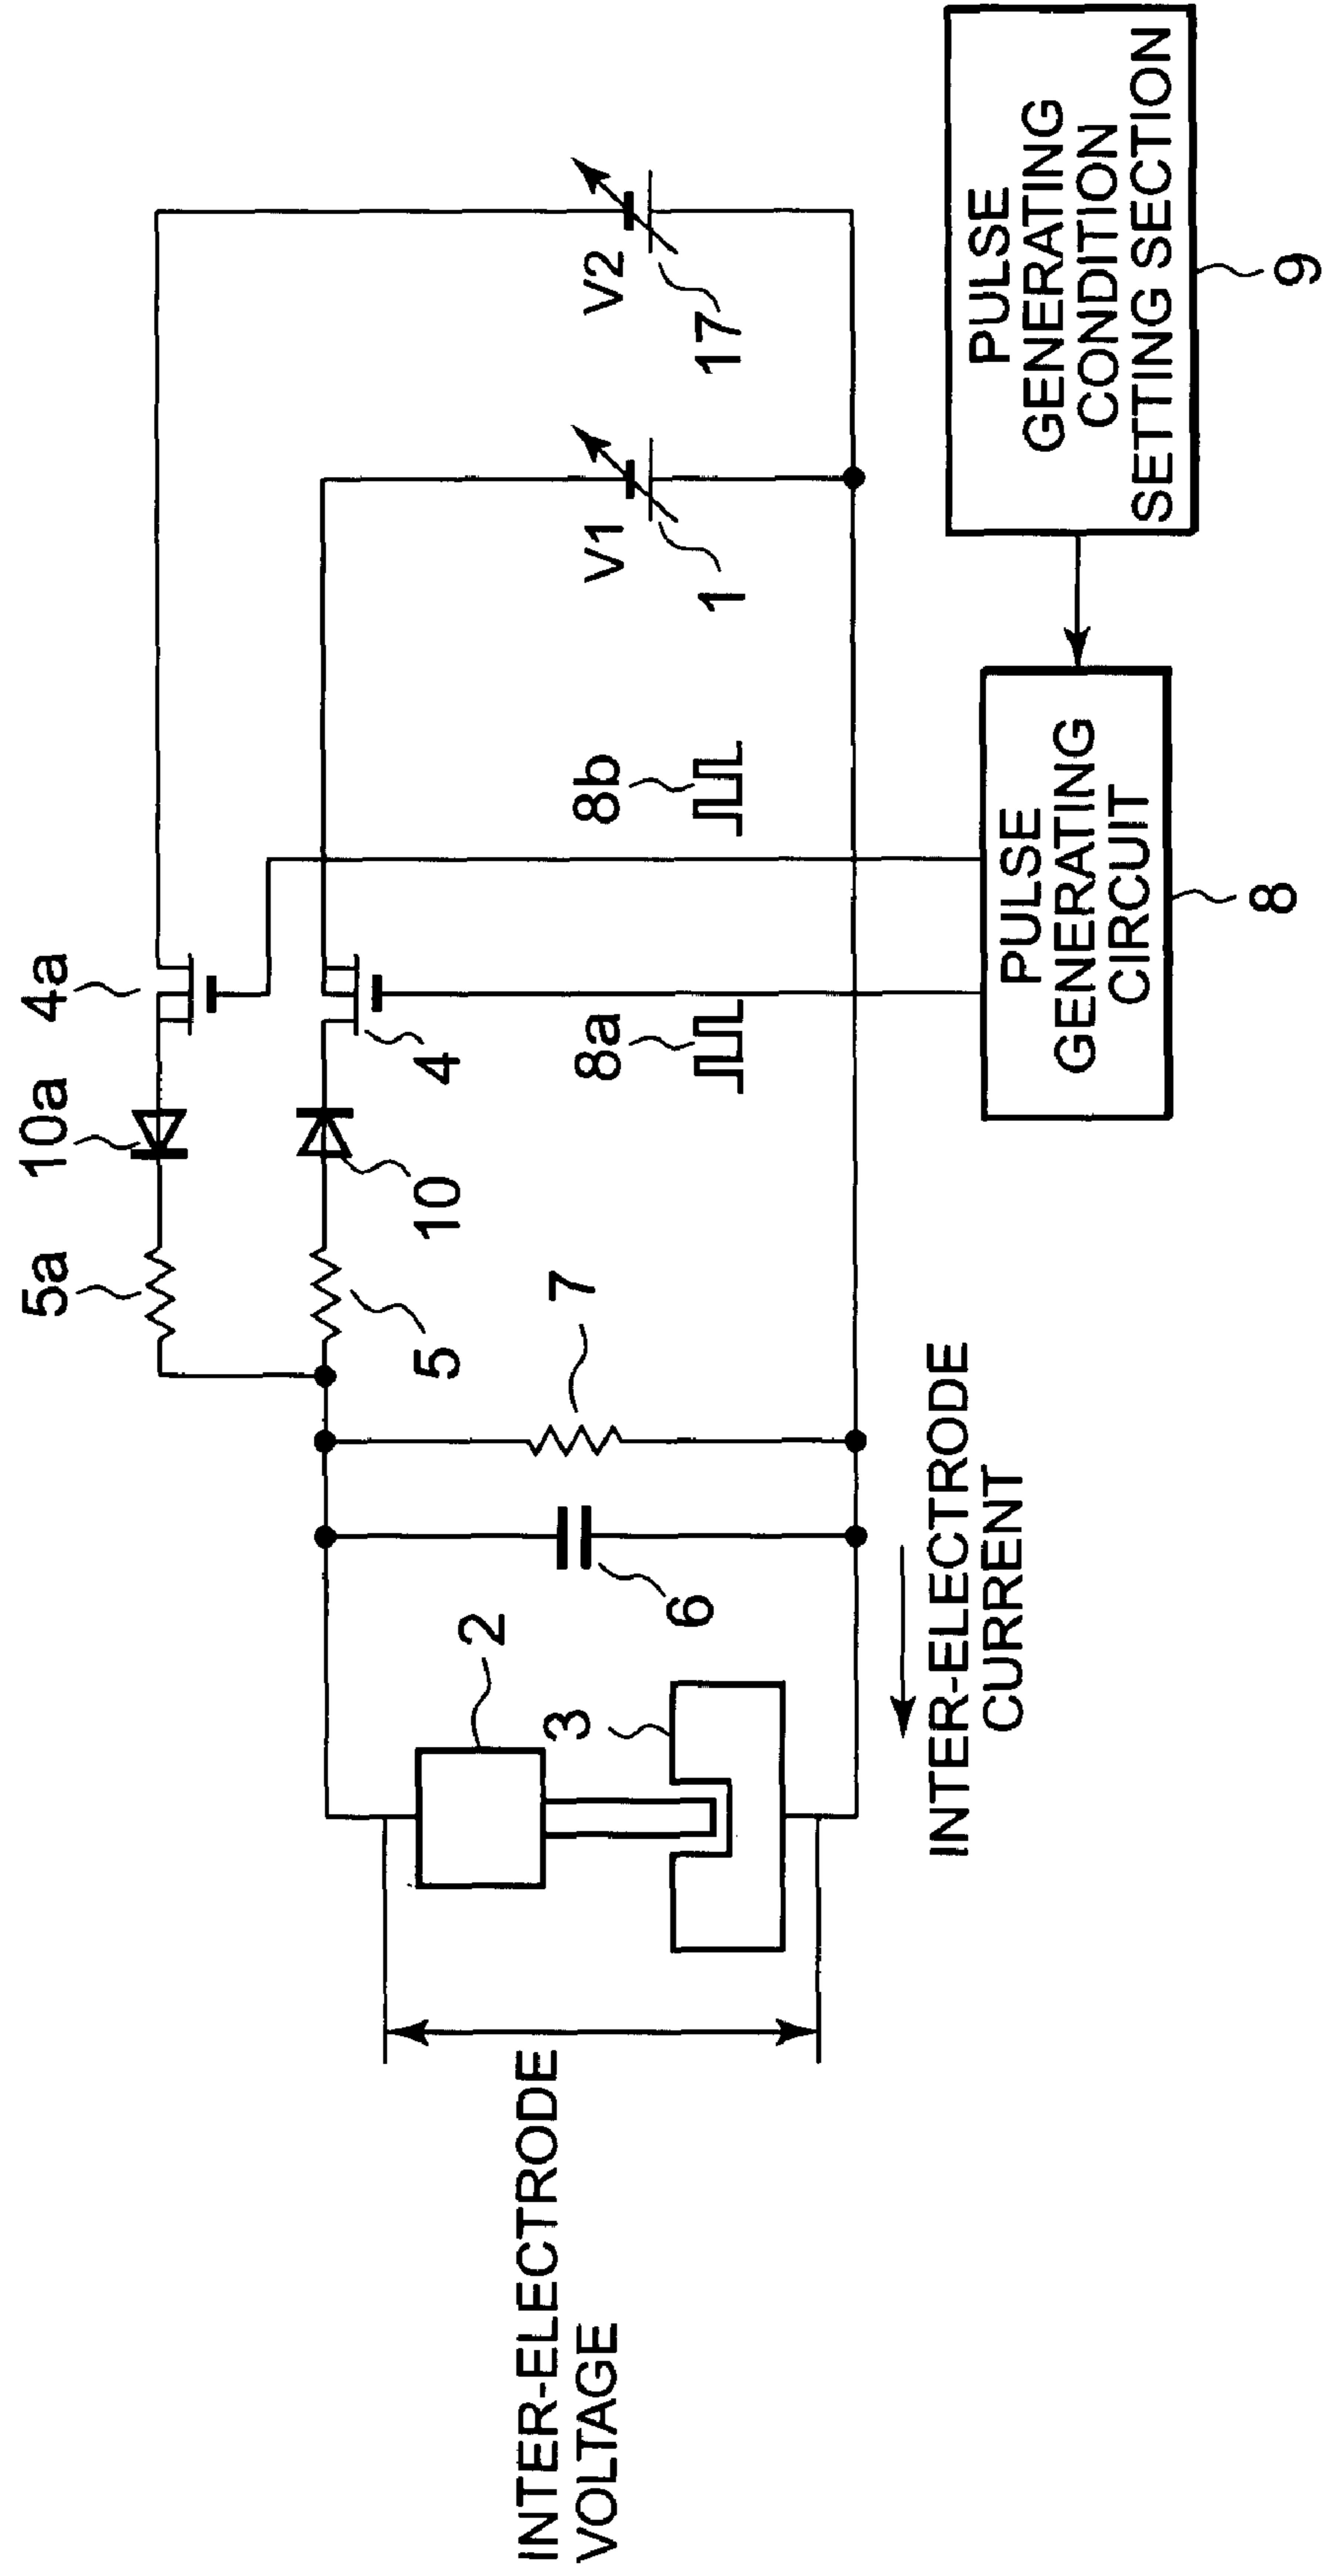 INTER-ELECTRODE
VOLTAGE
5a
10a
4a
5
10
4
7
2
3
6
8a
8b
V1
1
V2
17
INTER-ELECTRODE
CURRENT
PULSE
GENERATING
CIRCUIT
8
PULSE
GENERATING
CONDITION
SETTING SECTION
9